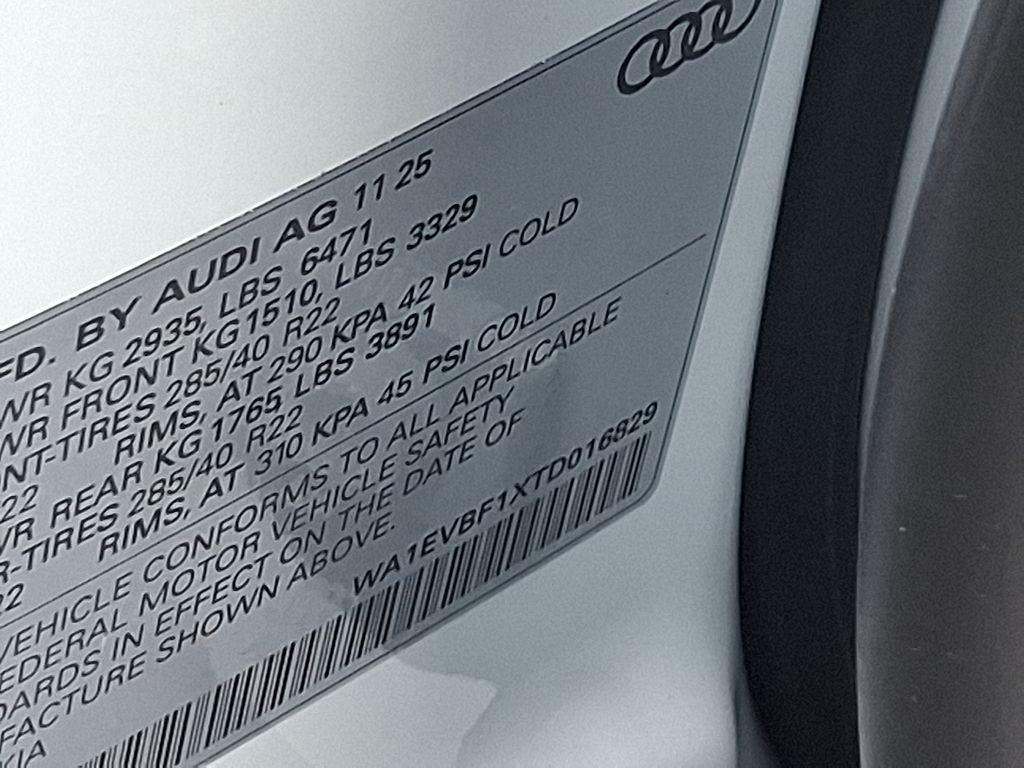 FD. BY AUDI AG 11 25
WR KG 2935, LBS 6471
WR FRONT KG 1510, LBS 3329
NT-TIRES 285/40 R22
RIMS, AT 290 KPA 42 PSI COLD
22
WR REAR KG 1765, LBS 3891
R-TIRES 285/40 R22
RIMS, AT 310 KPA 45 PSI COLD
22
VEHICLE CONFORMS TO ALL APPLICABLE
EDERAL MOTOR VEHICLE SAFETY
DARDS IN EFFECT ON THE DATE OF
FACTURE SHOWN ABOVE.
WA1EVBF1XTD016829
KIA